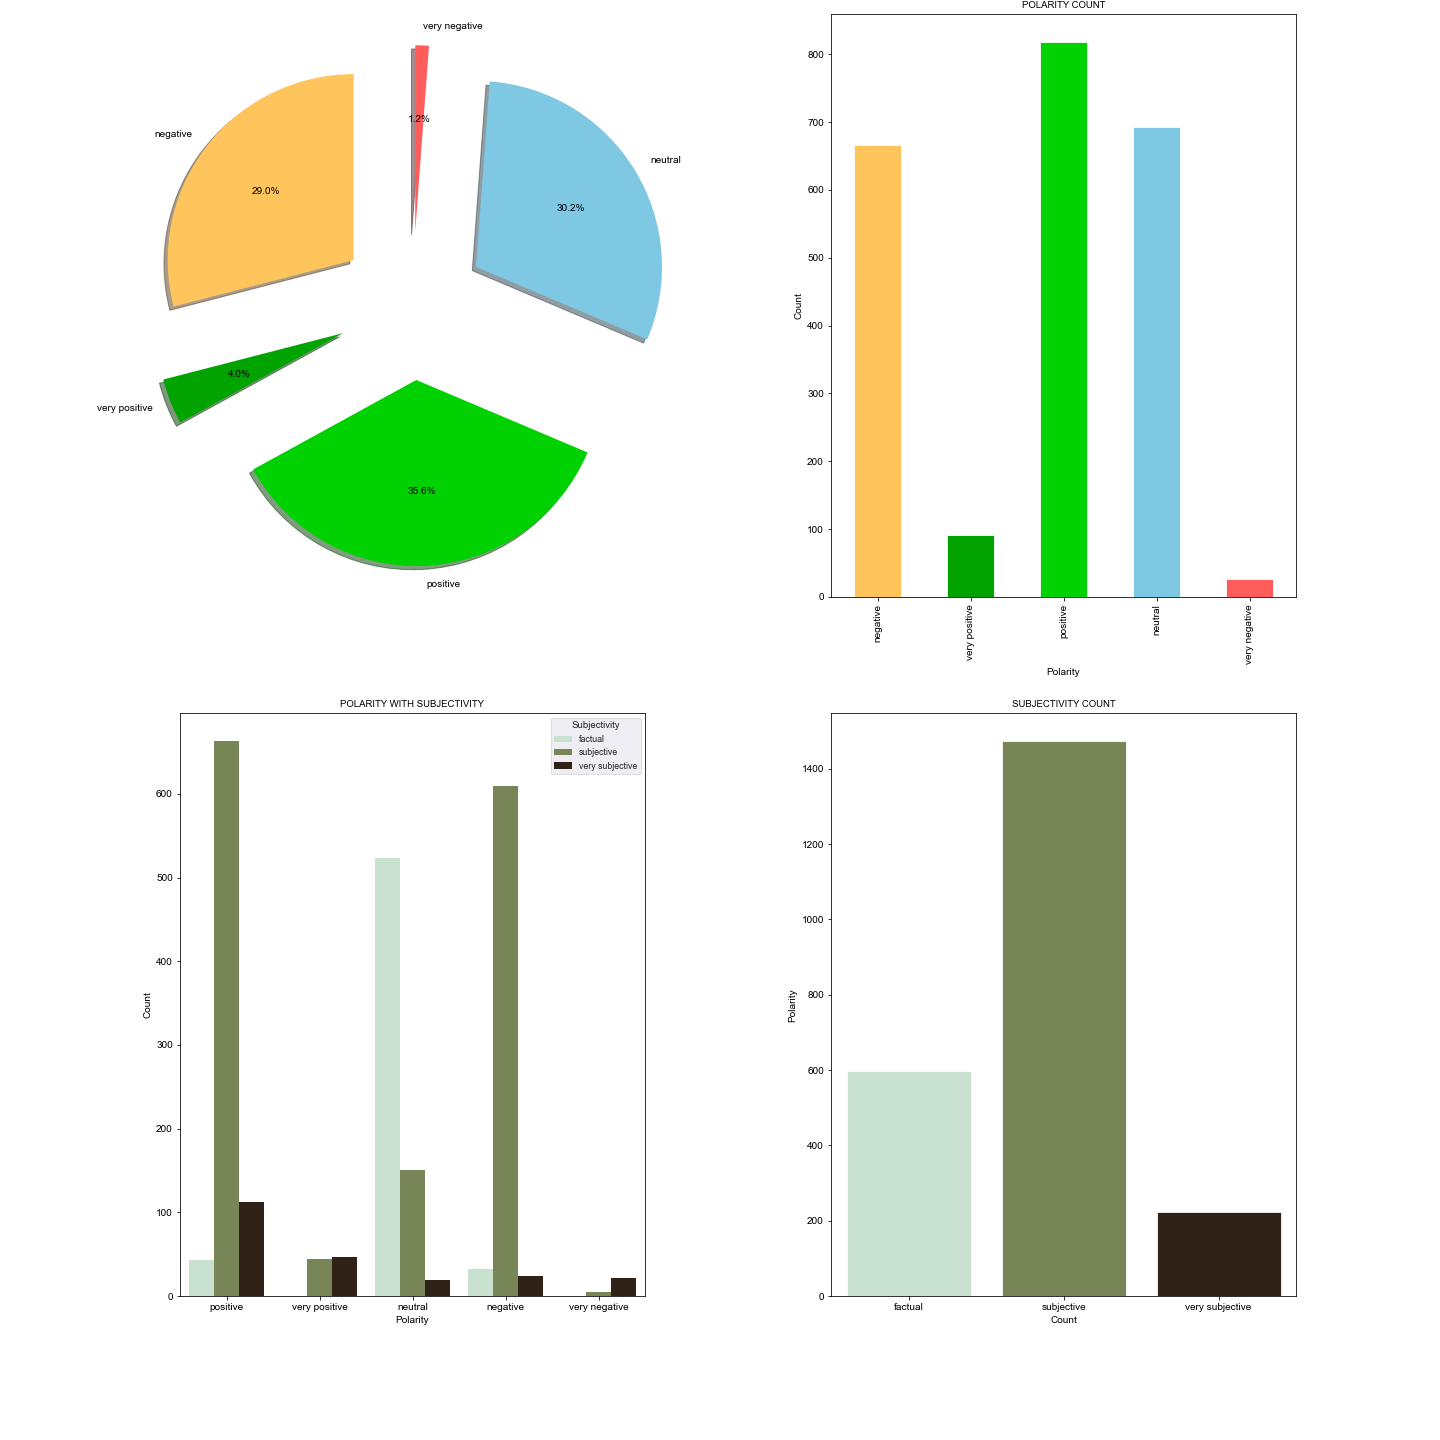 very negative
1.2%
negative
29.0%
neutral
30.2%
very positive
4.0%
35.6%
positive
POLARITY COUNT
800
700
600
500
400
300
200
100
0
Count
negative
very positive
positive
neutral
very negative
Polarity
POLARITY WITH SUBJECTIVITY
Subjectivity
factual
subjective
very subjective
600
500
400
300
200
100
0
Count
positive very positive neutral negative very negative
Polarity
SUBJECTIVITY COUNT
1400
1200
1000
800
600
400
200
0
Polarity
factual subjective very subjective
Count